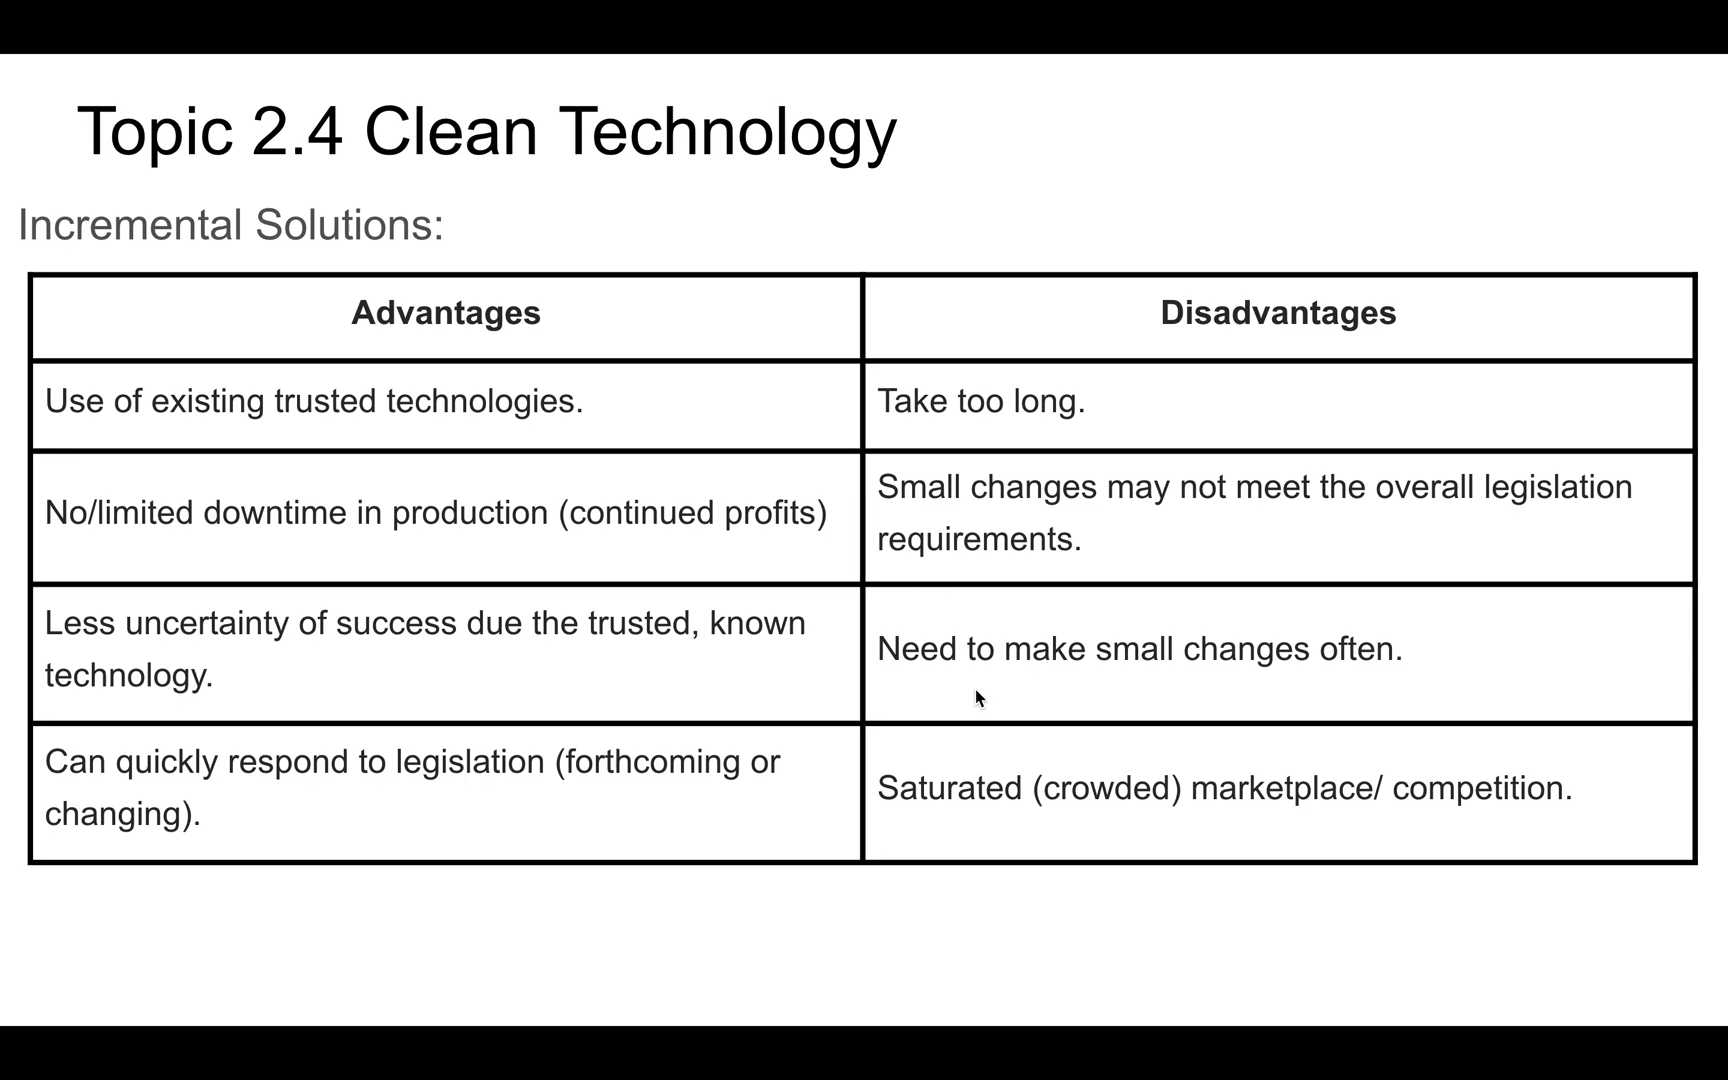 Topic 2.4 Clean Technology
Incremental Solutions:
Advantages
Disadvantages
Use of existing trusted technologies.
Take too long.
No/limited downtime in production (continued profits)
Small changes may not meet the overall legislation
requirements.
Less uncertainty of success due the trusted, known
technology.
Need to make small changes often.
Can quickly respond to legislation (forthcoming or
changing).
Saturated (crowded) marketplace/ competition.